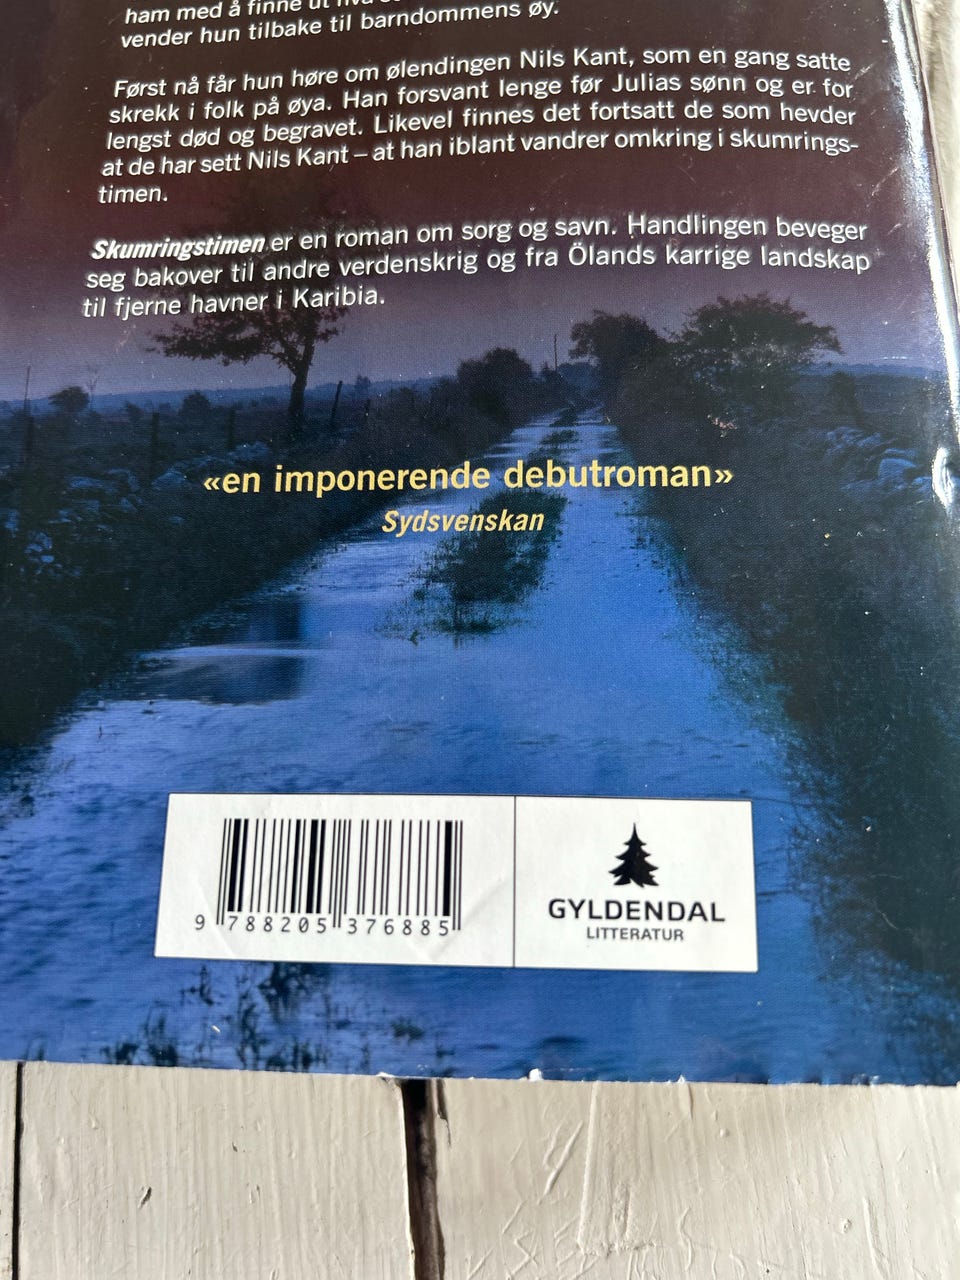 ham med å finne ut hva
vender hun tilbake til barndommens øy.
Først nå får hun høre om ølendingen Nils Kant, som en gang satte
skrekk i folk på øya. Han forsvant lenge før Julias sønn og er for
lengst død og begravet. Likevel finnes det fortsatt de som hevder
at de har sett Nils Kant – at han iblant vandrer omkring i skumrings-
timen.
Skumringstimen er en roman om sorg og savn. Handlingen beveger
seg bakover til andre verdenskrig og fra Ölands karrige landskap
til fjerne havner i Karibia.
«en imponerende debutroman»
Sydsvenskan
9 788205 376885
GYLDENDAL
LITTERATUR